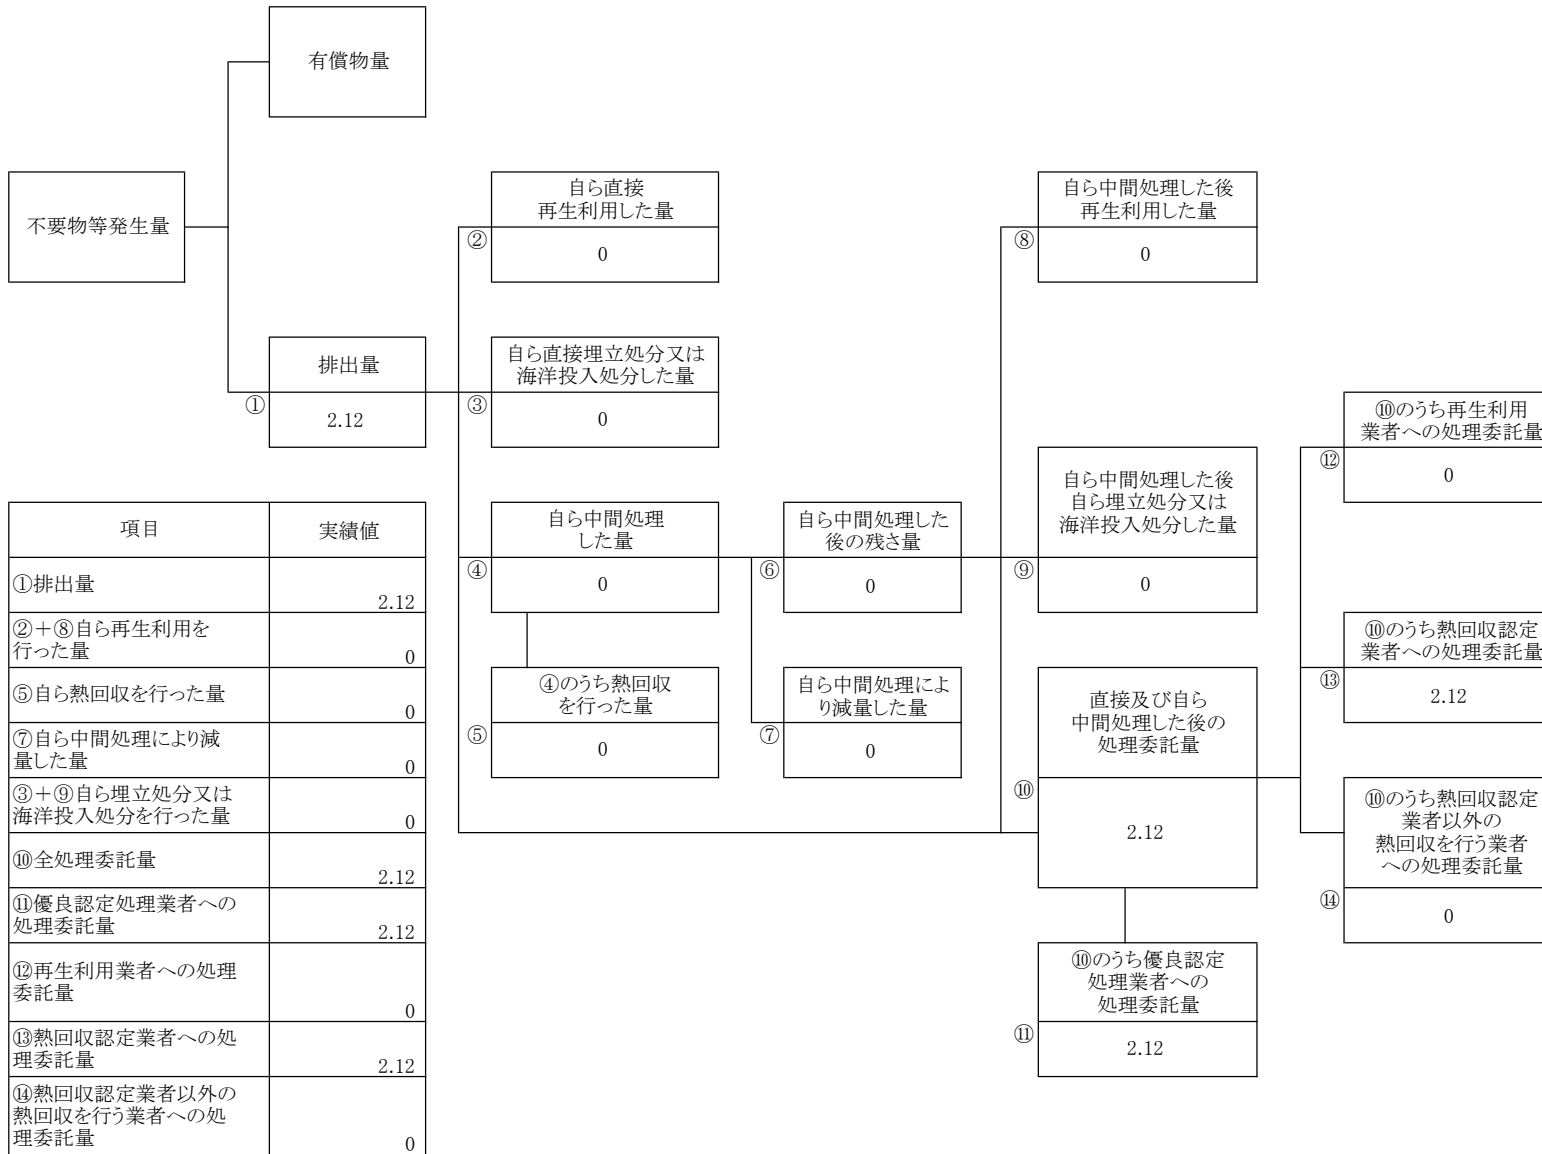 有償物量
不要物等発生量
自ら直接
再生利用した量
②
0
自ら中間処理した後
再生利用した量
⑧
0
排出量
①
2.12
自ら直接埋立処分又は
海洋投入処分した量
③
0
⑩のうち再生利用
業者への処理委託量
⑫
0
自ら中間処理した後
自ら埋立処分又は
海洋投入処分した量
⑨
0
自ら中間処理
した量
④
0
自ら中間処理した
後の残さ量
⑥
0
⑩のうち熱回収認定
業者への処理委託量
⑬
2.12
④のうち熱回収
を行った量
⑤
0
自ら中間処理によ
り減量した量
⑦
0
直接及び自ら
中間処理した後の
処理委託量
⑩
2.12
⑩のうち熱回収認定
業者以外の
熱回収を行う業者
への処理委託量
⑭
0
⑩のうち優良認定
処理業者への
処理委託量
⑪
2.12
項目 実績値
①排出量
2.12
②+⑧自ら再生利用を
行った量
0
⑤自ら熱回収を行った量
0
⑦自ら中間処理により減
量した量
0
③+⑨自ら埋立処分又は
海洋投入処分を行った量
0
⑩全処理委託量
2.12
⑪優良認定処理業者への
処理委託量
2.12
⑫再生利用業者への処理
委託量
0
⑬熱回収認定業者への処
理委託量
2.12
⑭熱回収認定業者以外の
熱回収を行う業者への処
理委託量
0